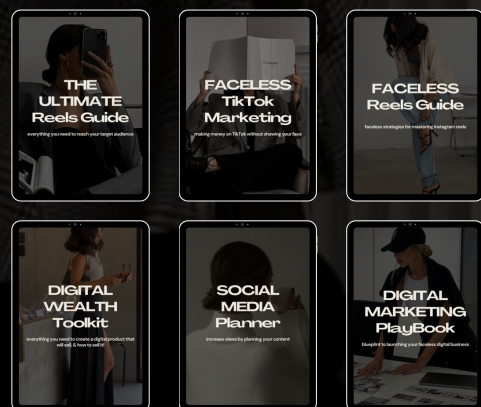 THE
ULTIMATE
Reels Guide
everything you need to reach your target audience
FACELESS
TikTok
Marketing
making money on TikTok without showing your face
FACELESS
Reels Guide
faceless strategies for mastering instagram reels
DIGITAL
WEALTH
Toolkit
everything you need to create a digital product that
will sell, & how to sell it!
SOCIAL
MEDIA
Planner
increase views by planning your content
DIGITAL
MARKETING
PlayBook
blueprint to launching your faceless digital business